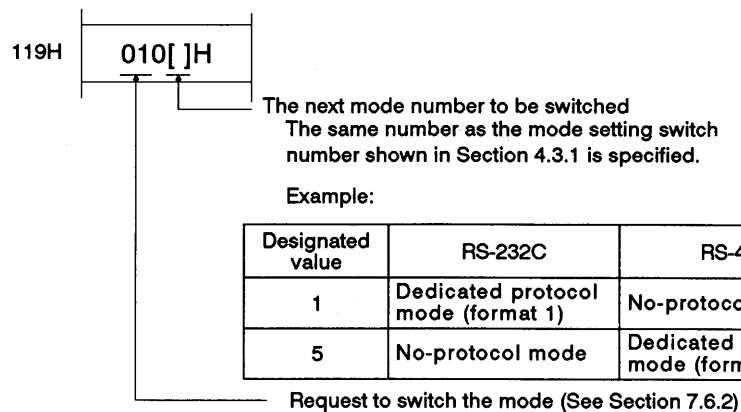 119H 010[ ]H
The next mode number to be switched
The same number as the mode setting switch
number shown in Section 4.3.1 is specified.
Example:
Designated value RS-232C
1 Dedicated protocol mode (format 1)
5 No-protocol mode Dedicated mode
Request to switch the mode (See Section 7.6.2)